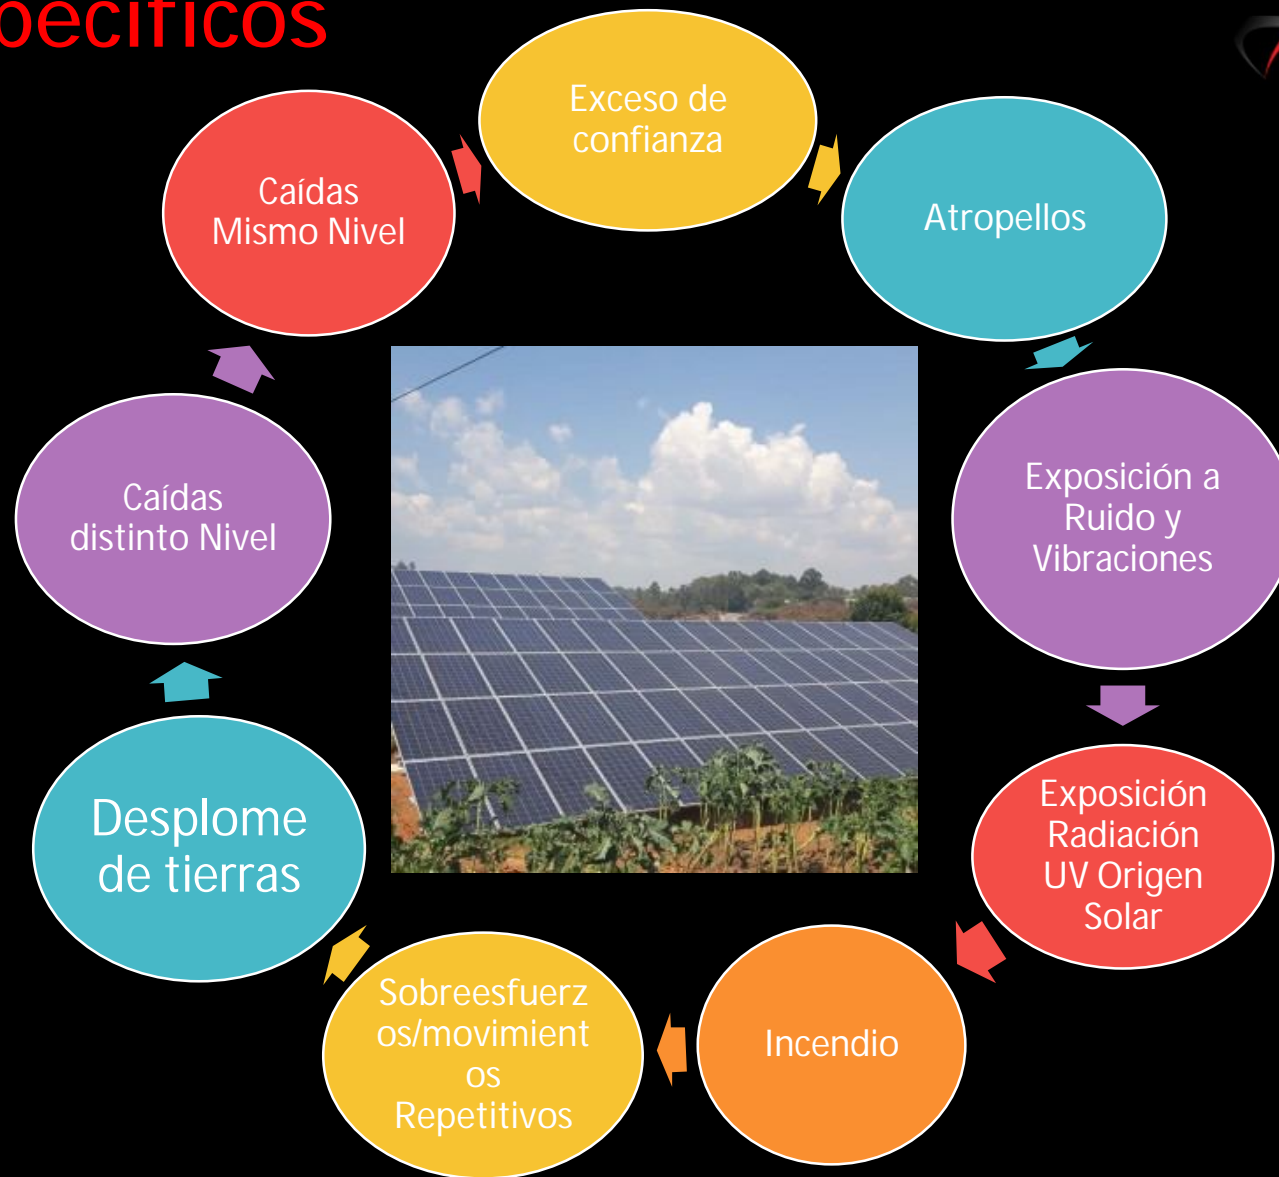 pecíficos
Exceso de
confianza
Atropellos
Exposición a
Ruido y
Vibraciones
Exposición
Radiación
UV Origen
Solar
Incendio
Sobreesfuerz
os/movimient
os
Repetitivos
Desplome
de tierras
Caídas
distinto Nivel
Caídas
Mismo Nivel